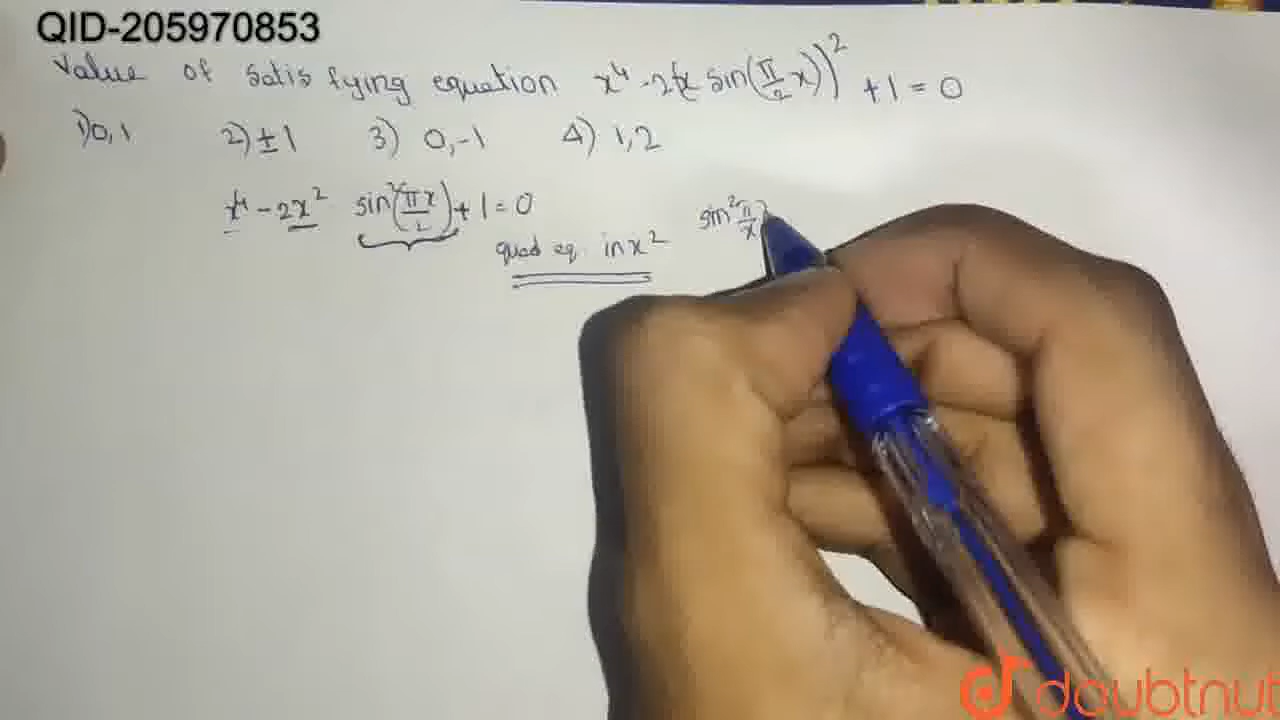 QID-205970853
Value of satisfying equation x⁴ - 2(x sin(π/2 x))² + 1 = 0
1) 0, 1 2) ± 1 3) 0, -1 4) 1, 2
x⁴ - 2x² sin²(πx/2) + 1 = 0 sin² π/x
quad eq. in x²
doubtnut